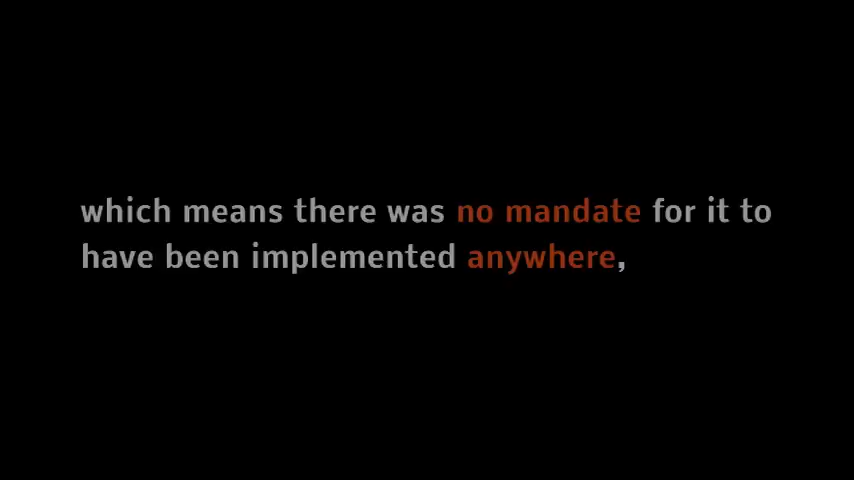 which means there was no mandate for it to
have been implemented anywhere,